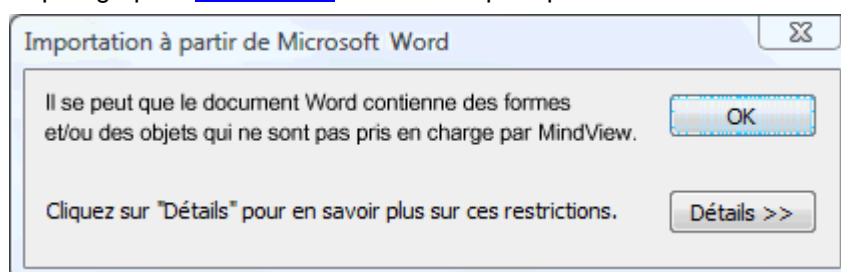 Importation à partir de Microsoft Word
Il se peut que le document Word contienne des formes
et/ou des objets qui ne sont pas pris en charge par MindView.
OK
Cliquez sur "Détails" pour en savoir plus sur ces restrictions.
Détails >>